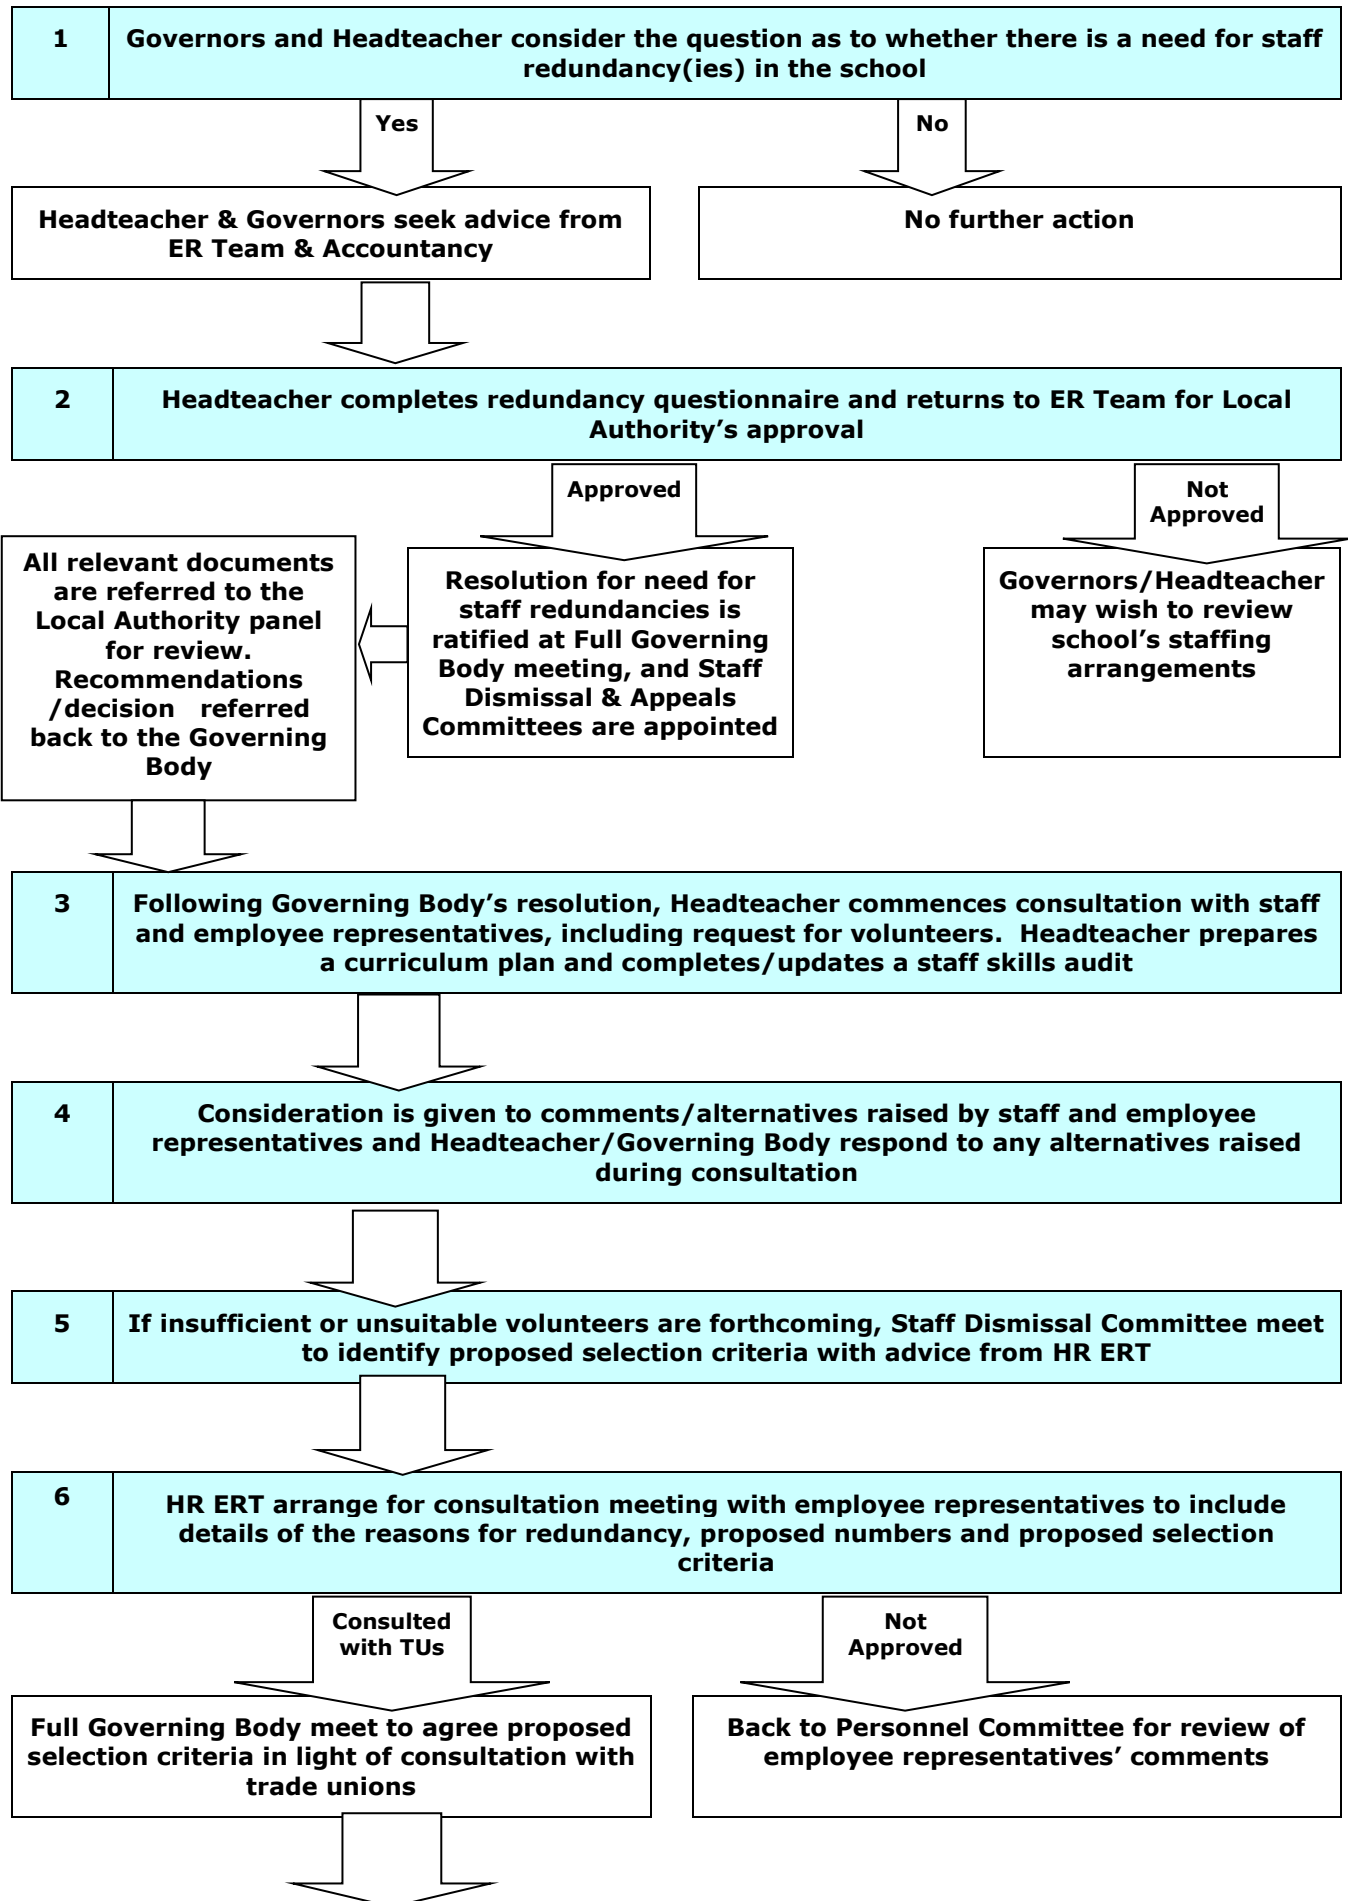 1
Governors and Headteacher consider the question as to whether there is a need for staff
redundancy(ies) in the school
Yes
No
Headteacher & Governors seek advice from
ER Team & Accountancy
No further action
2
Headteacher completes redundancy questionnaire and returns to ER Team for Local
Authority’s approval
Approved
Not
Approved
All relevant documents
are referred to the
Local Authority panel
for review.
Recommendations
/decision referred
back to the Governing
Body
Resolution for need for
staff redundancies is
ratified at Full Governing
Body meeting, and Staff
Dismissal & Appeals
Committees are appointed
Governors/Headteacher
may wish to review
school’s staffing
arrangements
3
Following Governing Body’s resolution, Headteacher commences consultation with staff
and employee representatives, including request for volunteers. Headteacher prepares
a curriculum plan and completes/updates a staff skills audit
4
Consideration is given to comments/alternatives raised by staff and employee
representatives and Headteacher/Governing Body respond to any alternatives raised
during consultation
5
If insufficient or unsuitable volunteers are forthcoming, Staff Dismissal Committee meet
to identify proposed selection criteria with advice from HR ERT
6
HR ERT arrange for consultation meeting with employee representatives to include
details of the reasons for redundancy, proposed numbers and proposed selection
criteria
Consulted
with TUs
Not
Approved
Full Governing Body meet to agree proposed
selection criteria in light of consultation with
trade unions
Back to Personnel Committee for review of
employee representatives’ comments